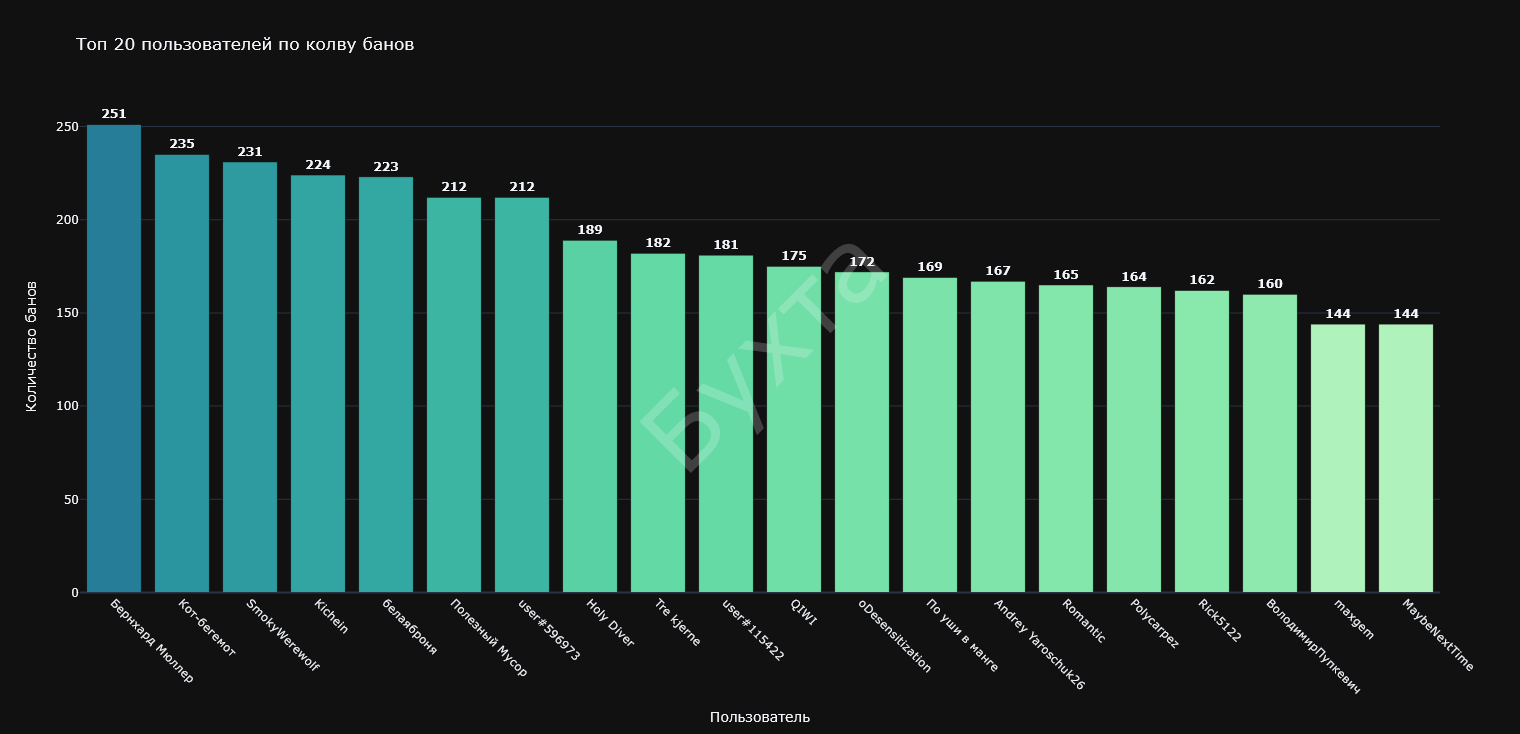 Топ 20 пользователей по колву банов
Количество банов
250
200
150
100
50
0
251
235
231
224
223
212
212
189
182
181
175
172
169
167
165
164
162
160
144
144
Бухта
Бернхард Мюллер
Кот-бегемот
SmokyWerewolf
Kichein
белаяброня
Полезный Мусор
user#596973
Holy Diver
Tre kjerne
user#115422
QIWI
oDesensitization
По уши в манге
Andrey Yaroschuk26
Romantic
Polycarpez
Rick5122
ВолодимирПупкевич
maxgem
MaybeNextTime
Пользователь